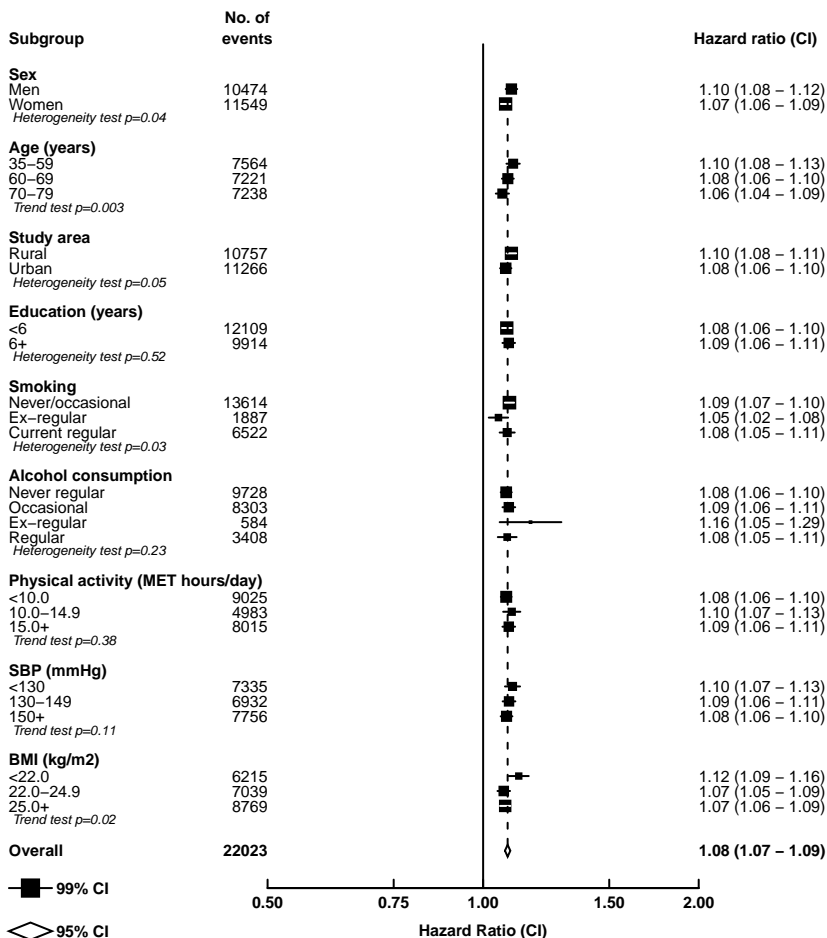 No. of
Subgroup events Hazard ratio (CI)
Sex
Men 10474 1.10 (1.08 − 1.12)
Women 11549 1.07 (1.06 − 1.09)
Heterogeneity test p=0.04
Age (years)
35−59 7564 1.10 (1.08 − 1.13)
60−69 7221 1.08 (1.06 − 1.10)
70−79 7238 1.06 (1.04 − 1.09)
Trend test p=0.003
Study area
Rural 10757 1.10 (1.08 − 1.11)
Urban 11266 1.08 (1.06 − 1.10)
Heterogeneity test p=0.05
Education (years)
<6 12109 1.08 (1.06 − 1.10)
6+ 9914 1.09 (1.06 − 1.11)
Heterogeneity test p=0.52
Smoking
Never/occasional 13614 1.09 (1.07 − 1.10)
Ex−regular 1887 1.05 (1.02 − 1.08)
Current regular 6522 1.08 (1.05 − 1.11)
Heterogeneity test p=0.03
Alcohol consumption
Never regular 9728 1.08 (1.06 − 1.10)
Occasional 8303 1.09 (1.06 − 1.11)
Ex−regular 584 1.16 (1.05 − 1.29)
Regular 3408 1.08 (1.05 − 1.11)
Heterogeneity test p=0.23
Physical activity (MET hours/day)
<10.0 9025 1.08 (1.06 − 1.10)
10.0−14.9 4983 1.10 (1.07 − 1.13)
15.0+ 8015 1.09 (1.06 − 1.11)
Trend test p=0.38
SBP (mmHg)
<130 7335 1.10 (1.07 − 1.13)
130−149 6932 1.09 (1.06 − 1.11)
150+ 7756 1.08 (1.06 − 1.10)
Trend test p=0.11
BMI (kg/m2)
<22.0 6215 1.12 (1.09 − 1.16)
22.0−24.9 7039 1.07 (1.05 − 1.09)
25.0+ 8769 1.07 (1.06 − 1.09)
Trend test p=0.02
Overall 22023 1.08 (1.07 − 1.09)
99% CI
0.50 0.75 1.00 1.50 2.00
95% CI Hazard Ratio (CI)